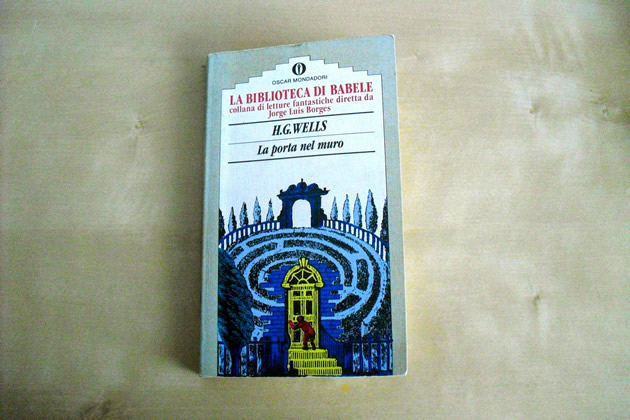 OSCAR MONDADORI
LA BIBLIOTECA DI BABELE
collana di letture fantastiche diretta da
Jorge Luis Borges
H.G. WELLS
La porta nel muro